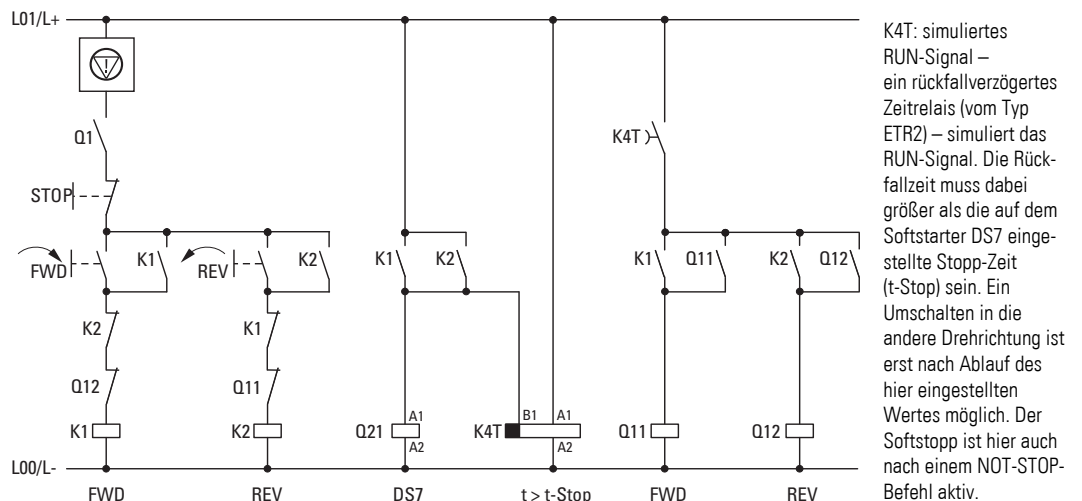 L01/L+
Q1
STOP
FWD
K1
REV
K2
K1
K2
K4T
K1
Q11
K2
Q12
K2
K1
Q12
Q11
K1
K2
Q21
A1
A2
K4T
B1
A1
A2
Q11
Q12
L00/L-
FWD
REV
DS7
t > t-Stop
FWD
REV
K4T: simuliertes
RUN-Signal –
ein rückfallverzögertes
Zeitrelais (vom Typ
ETR2) – simuliert das
RUN-Signal. Die Rück-
fallzeit muss dabei
größer als die auf dem
Softstarter DS7 einge-
stellte Stopp-Zeit
(t-Stop) sein. Ein
Umschalten in die
andere Drehrichtung ist
erst nach Ablauf des
hier eingestellten
Wertes möglich. Der
Softstopp ist hier auch
nach einem NOT-STOP-
Befehl aktiv.